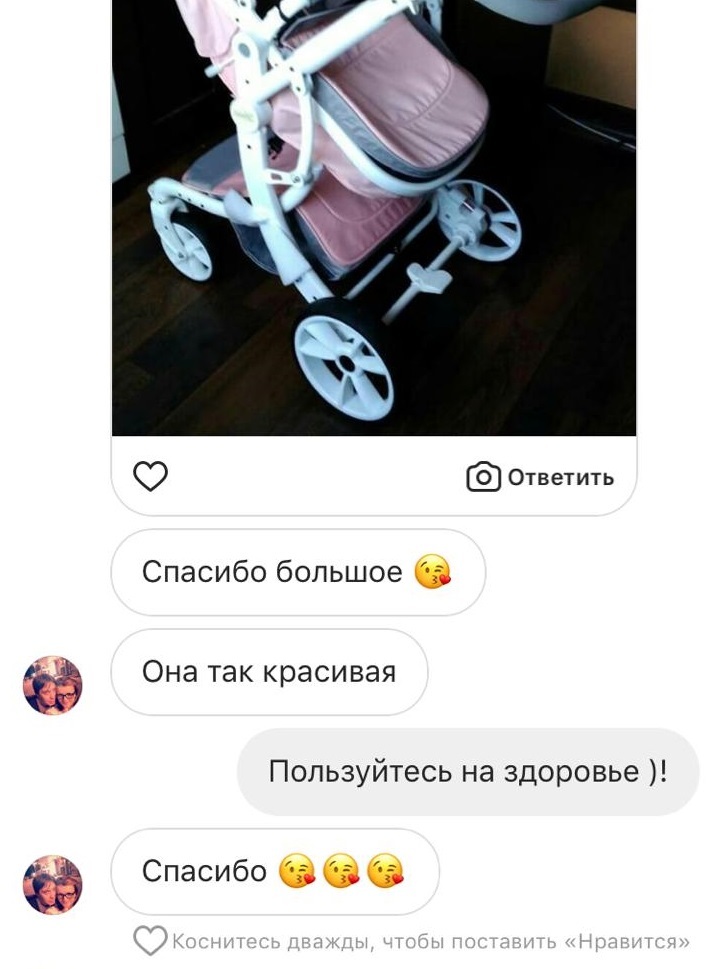 Ответить
Спасибо большое 😘
Она так красивая
Пользуйтесь на здоровье )!
Спасибо 😘😘😘
Коснитесь дважды, чтобы поставить «Нравится»